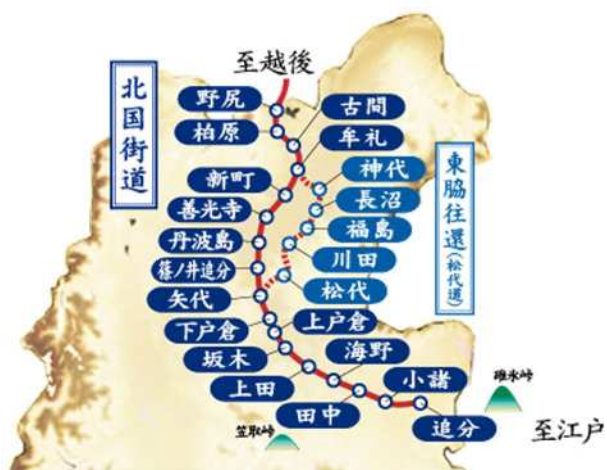 至越後
北国街道
野尻
古間
柏原
牟礼
神代
新町
長沼
善光寺
福島
丹波島
川田
篠ノ井追分
松代
矢代
東脇往還(松代道)
下戸倉
上戸倉
坂木
海野
上田
小諸
田中
追分
碓氷峠
笠取峠
至江戸